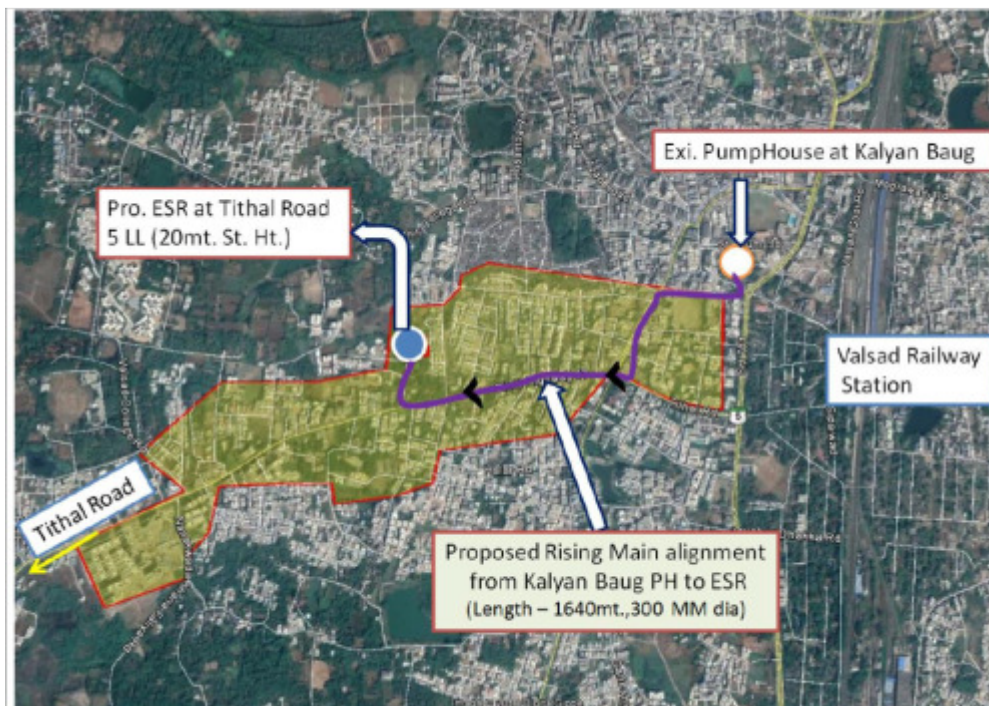 Exi. PumpHouse at Kalyan Baug
Pro. ESR at Tithal Road
5 LL (20mt. St. Ht.)
Valsad Railway
Station
Tithal Road
Proposed Rising Main alignment
from Kalyan Baug PH to ESR
(Length – 1640mt.,300 MM dia)